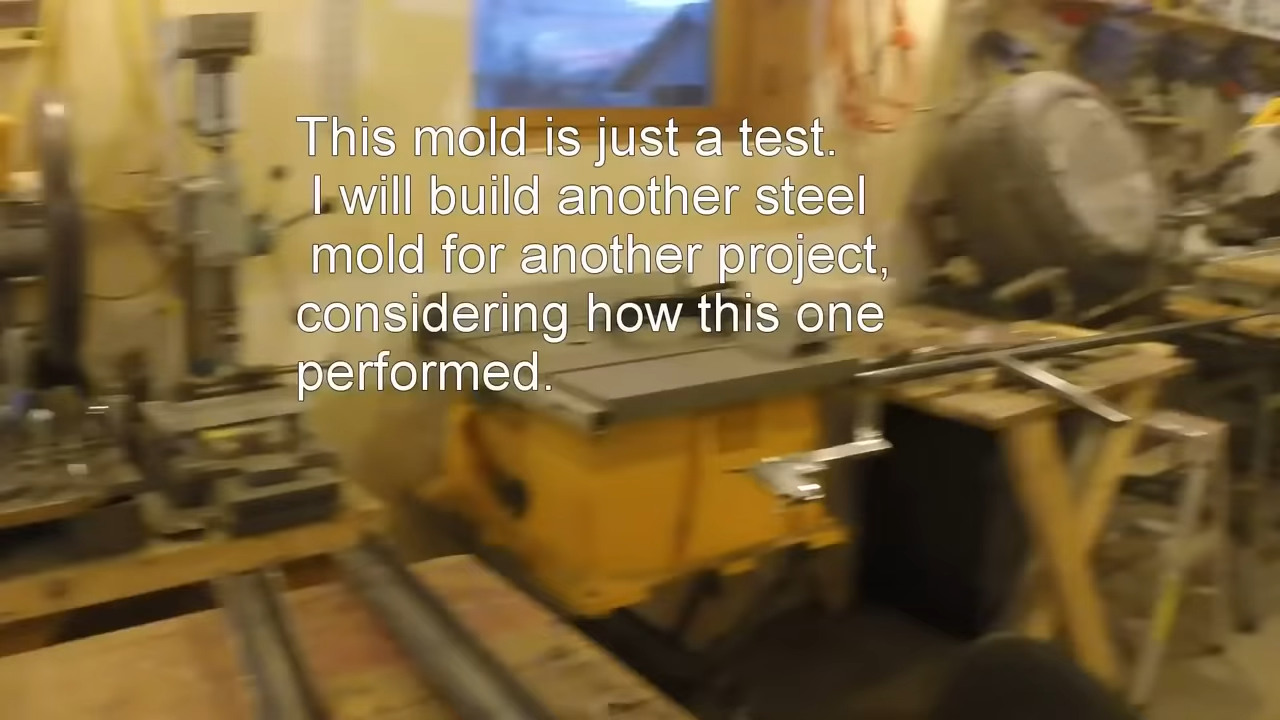 This mold is just a test.
I will build another steel
mold for another project,
considering how this one
performed.